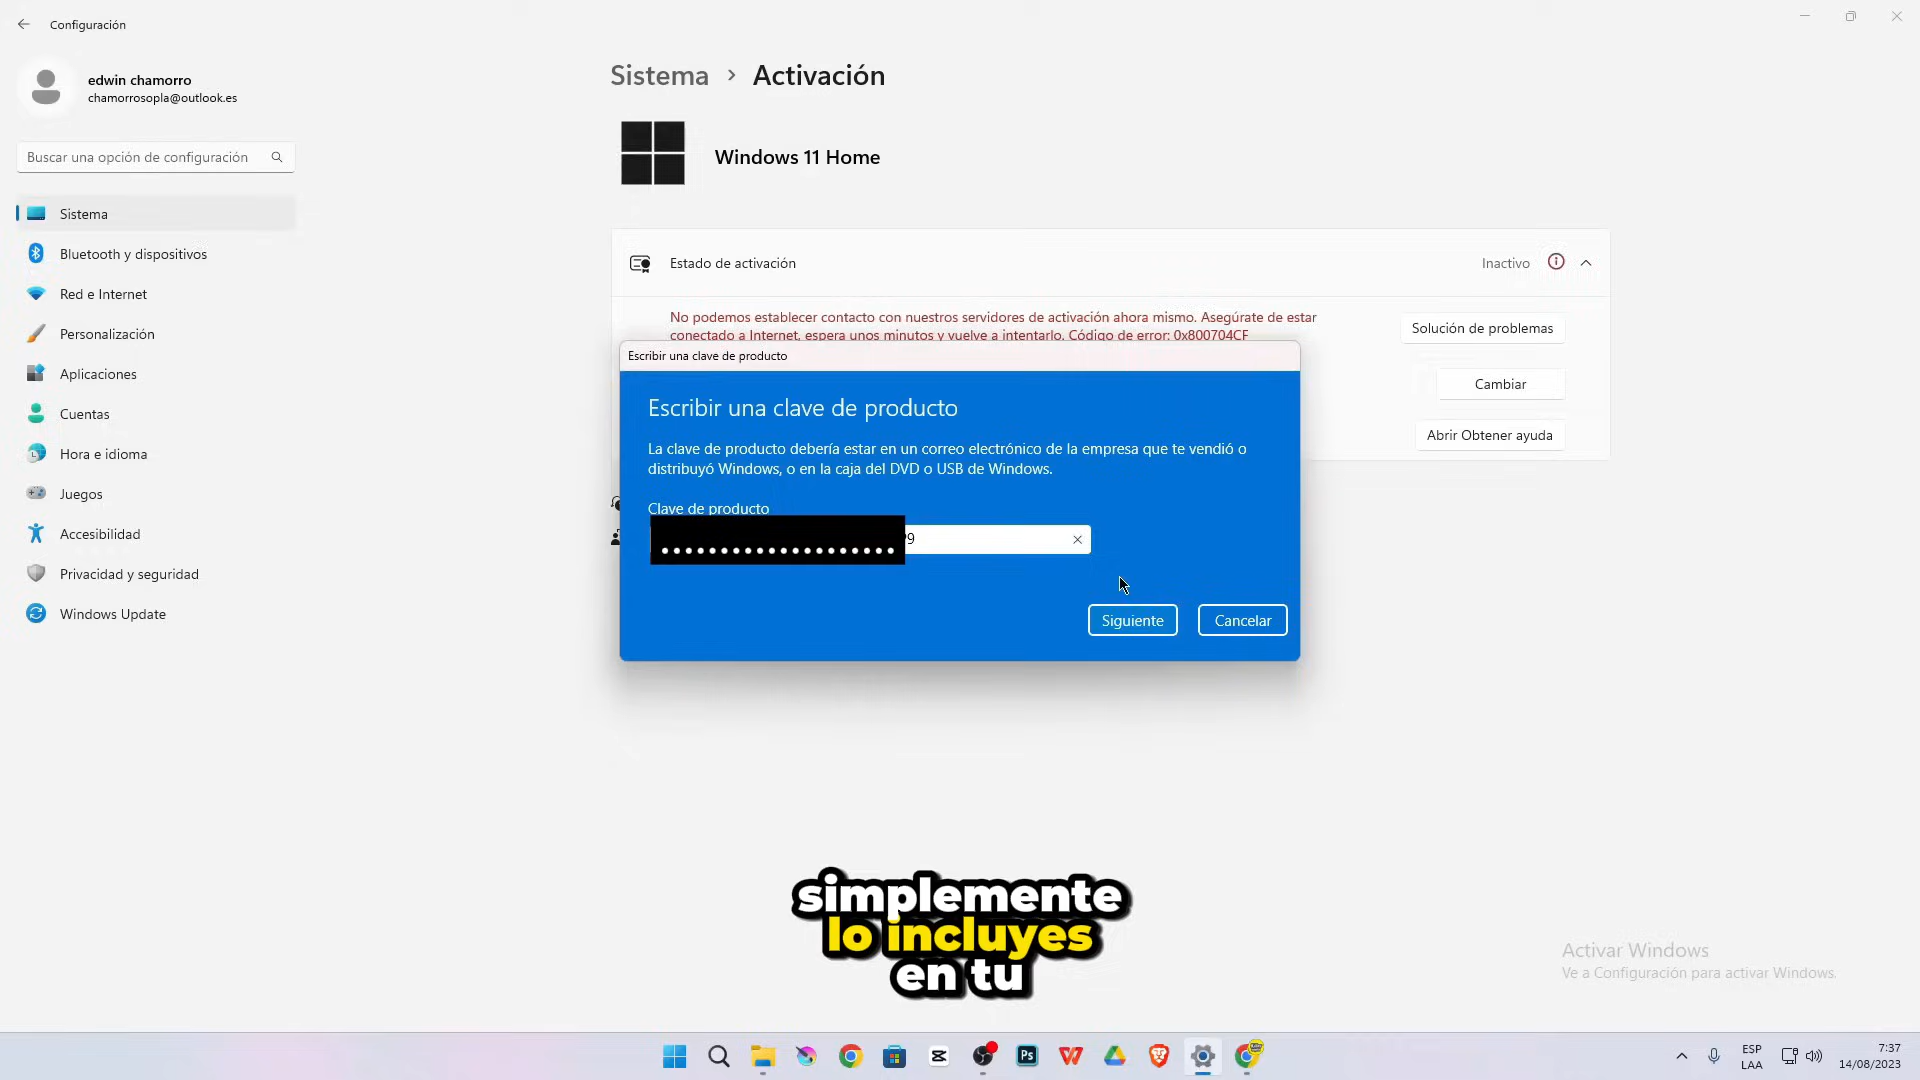 Configuración
edwin chamorro
chamorrosopla@outlook.es
Buscar una opción de configuración
Sistema
Bluetooth y dispositivos
Red e Internet
Personalización
Aplicaciones
Cuentas
Hora e idioma
Juegos
Accesibilidad
Privacidad y seguridad
Windows Update
Sistema > Activación
Windows 11 Home
Estado de activación
Inactivo
No podemos establecer contacto con nuestros servidores de activación ahora mismo. Asegúrate de estar
conectado a Internet, espera unos minutos y vuelve a intentarlo. Código de error: 0x800704CF
Solución de problemas
Cambiar
Abrir Obtener ayuda
Escribir una clave de producto
Escribir una clave de producto
La clave de producto debería estar en un correo electrónico de la empresa que te vendió o
distribuyó Windows, o en la caja del DVD o USB de Windows.
Clave de producto
9
Siguiente
Cancelar
simplemente
lo incluyes
en tu
Activar Windows
Ve a Configuración para activar Windows.
Ps
ESP
LAA
7:37
14/08/2023